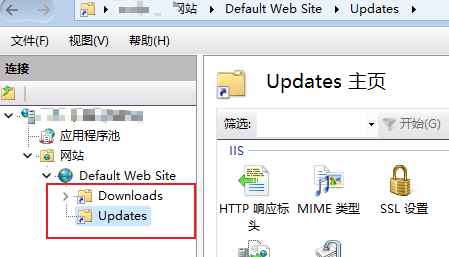 网站 Default Web Site Updates
文件(F) 视图(V) 帮助(H)
连接
应用程序池
网站
Default Web Site
Downloads
Updates
Updates 主页
筛选: 开始(G)
IIS
HTTP 响应标头
MIME 类型
SSL 设置